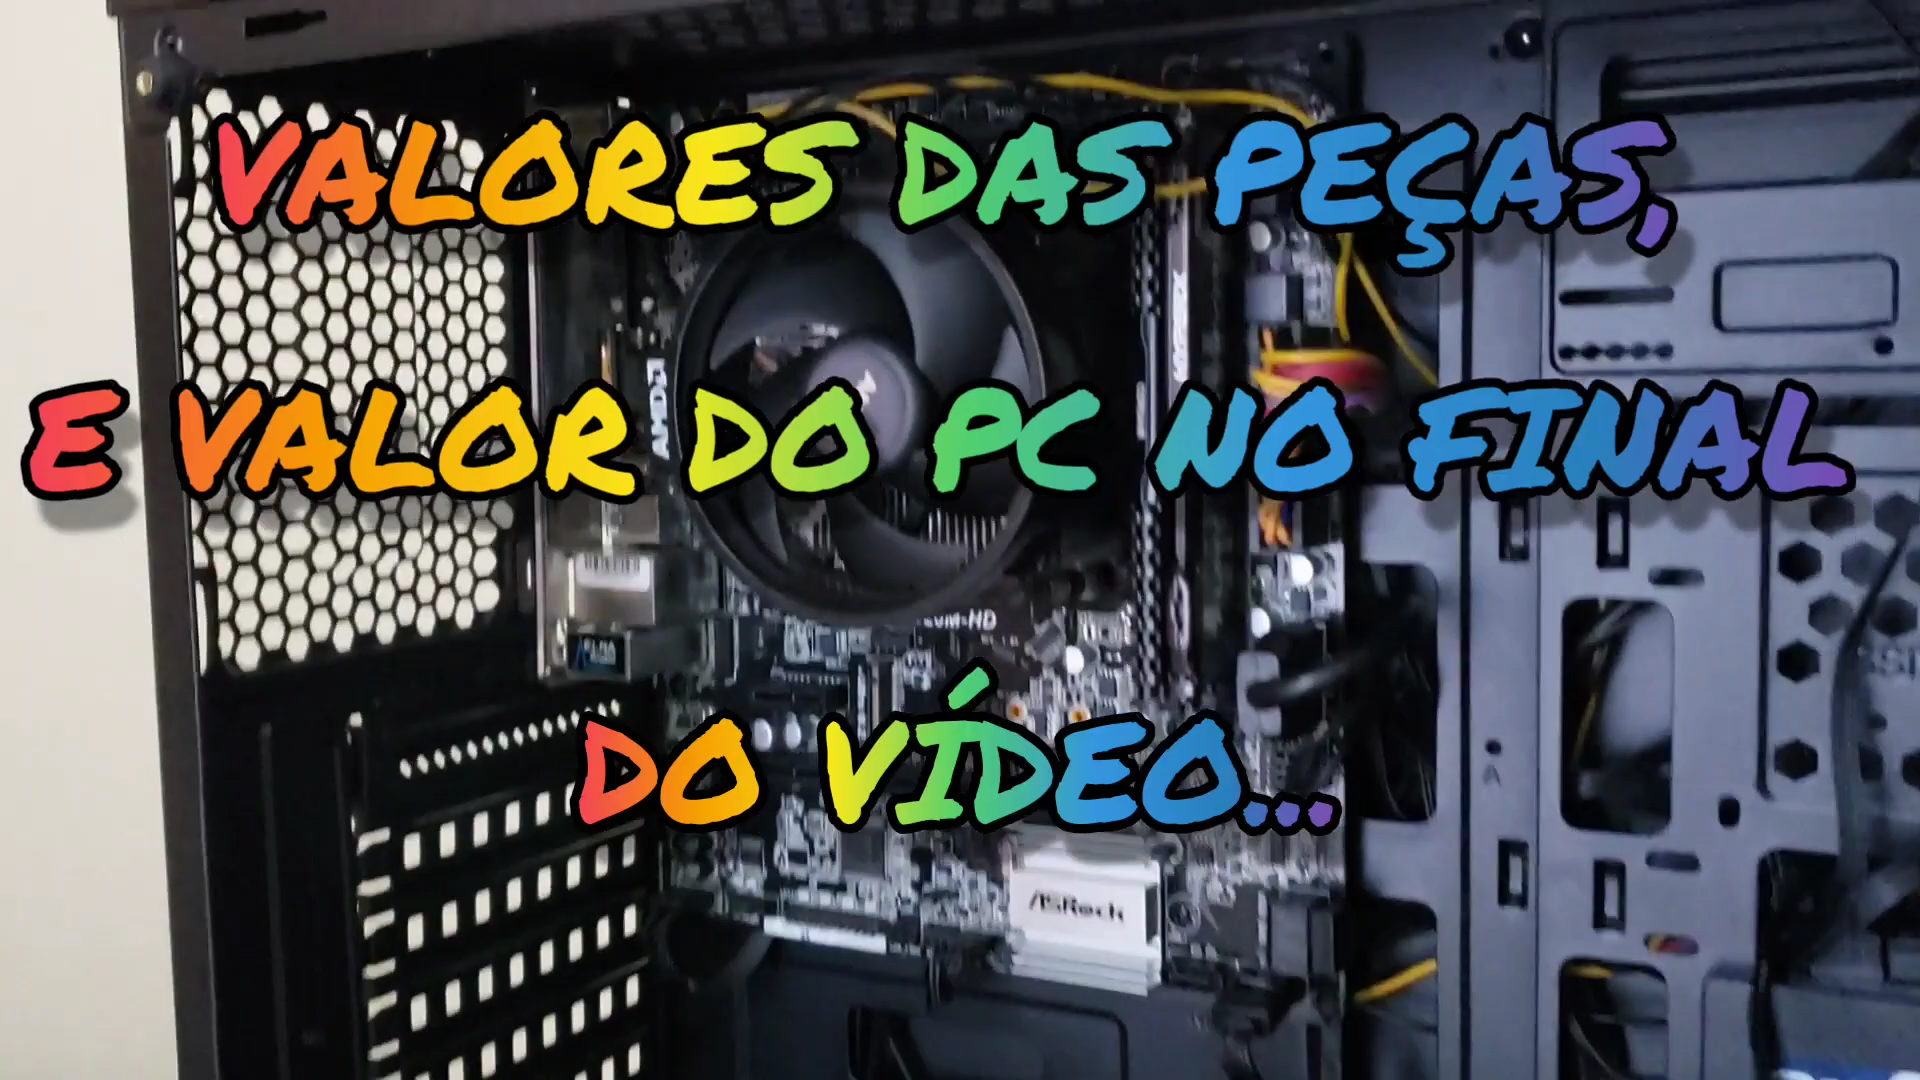 VALORES DAS PEÇAS,
E VALOR DO PC NO FINAL
DO VÍDEO...
ASRock